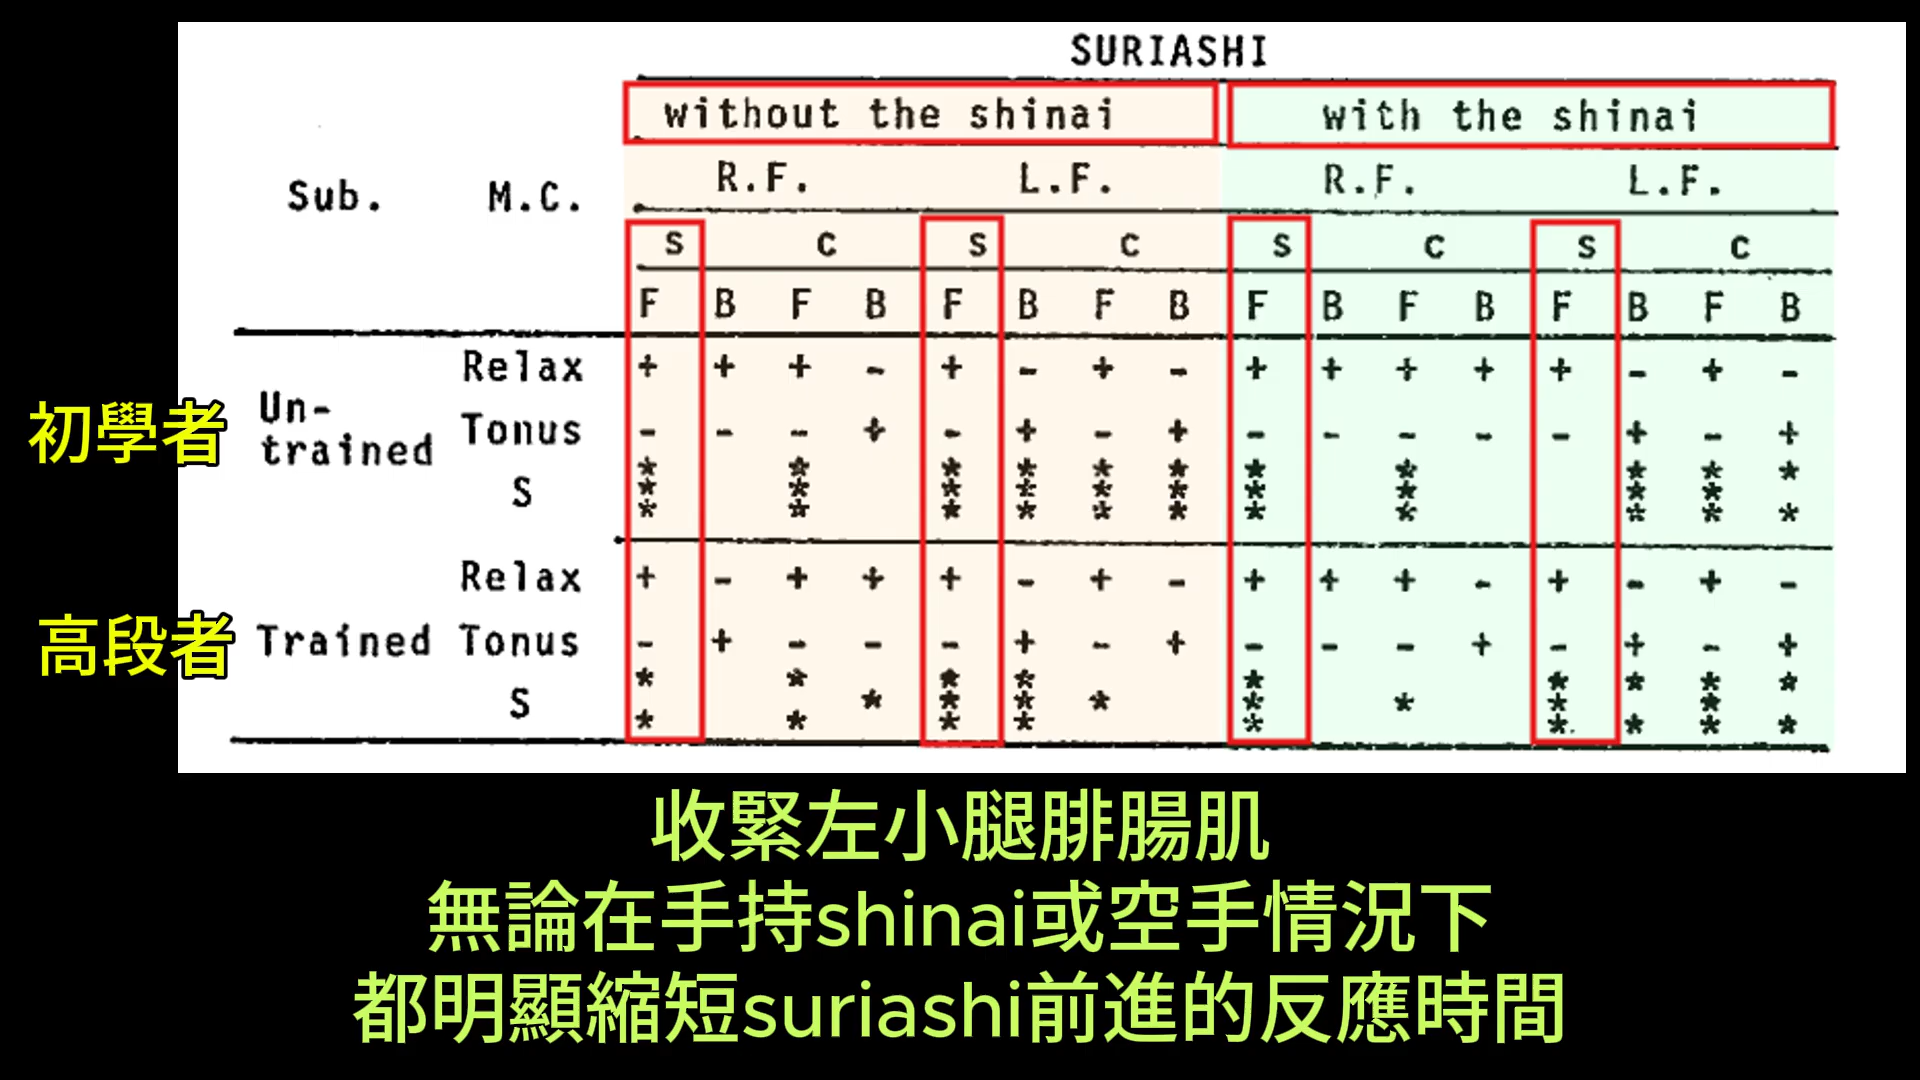 SURIASHI
without the shinai with the shinai
Sub. M.C. R.F. L.F. R.F. L.F.
S C S C S C S C
F B F B F B F B F B F B F B F B
Relax + + + - + - + - + + + + + - + -
初學者 Un-trained Tonus - - - + - + - + - - - - - + - +
S *** *** *** *** *** *** *** *** *** *** **
Relax + - + + + - + - + + + - + - + -
高段者 Trained Tonus - + - - - + - + - - - + - + - +
S ** ** * *** *** * *** * *** ** *** **
收緊左小腿腓腸肌
無論在手持shinai或空手情況下
都明顯縮短suriashi前進的反應時間